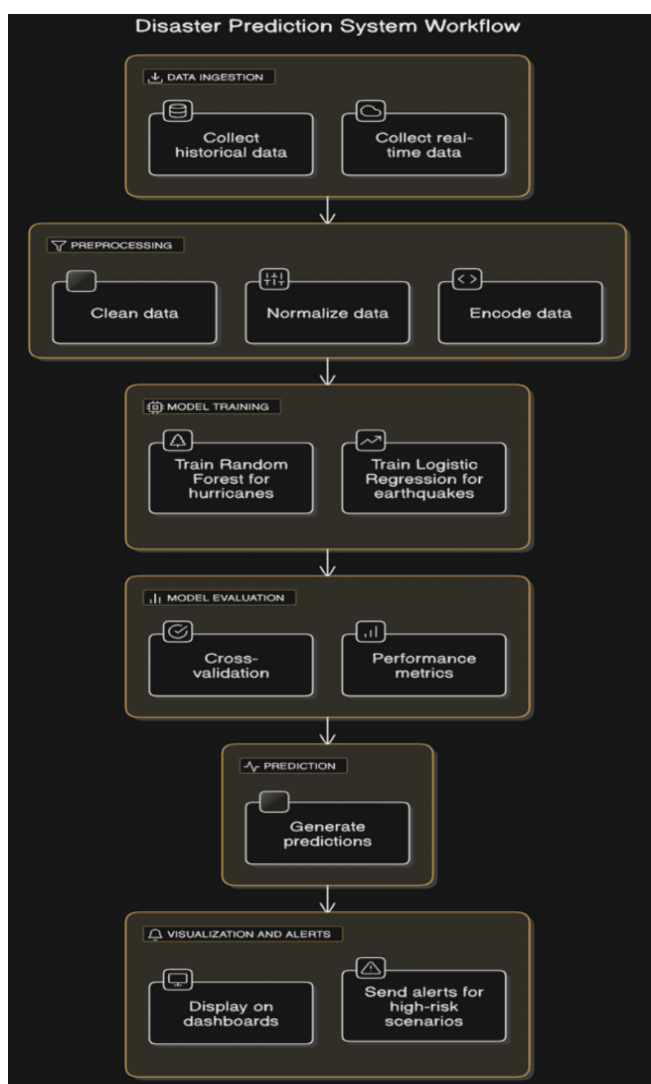 Disaster Prediction System Workflow
DATA INGESTION
Collect
historical data
Collect real-
time data
PREPROCESSING
Clean data
Normalize data
Encode data
MODEL TRAINING
Train Random
Forest for
hurricanes
Train Logistic
Regression for
earthquakes
MODEL EVALUATION
Cross-
validation
Performance
metrics
PREDICTION
Generate
predictions
VISUALIZATION AND ALERTS
Display on
dashboards
Send alerts for
high-risk
scenarios